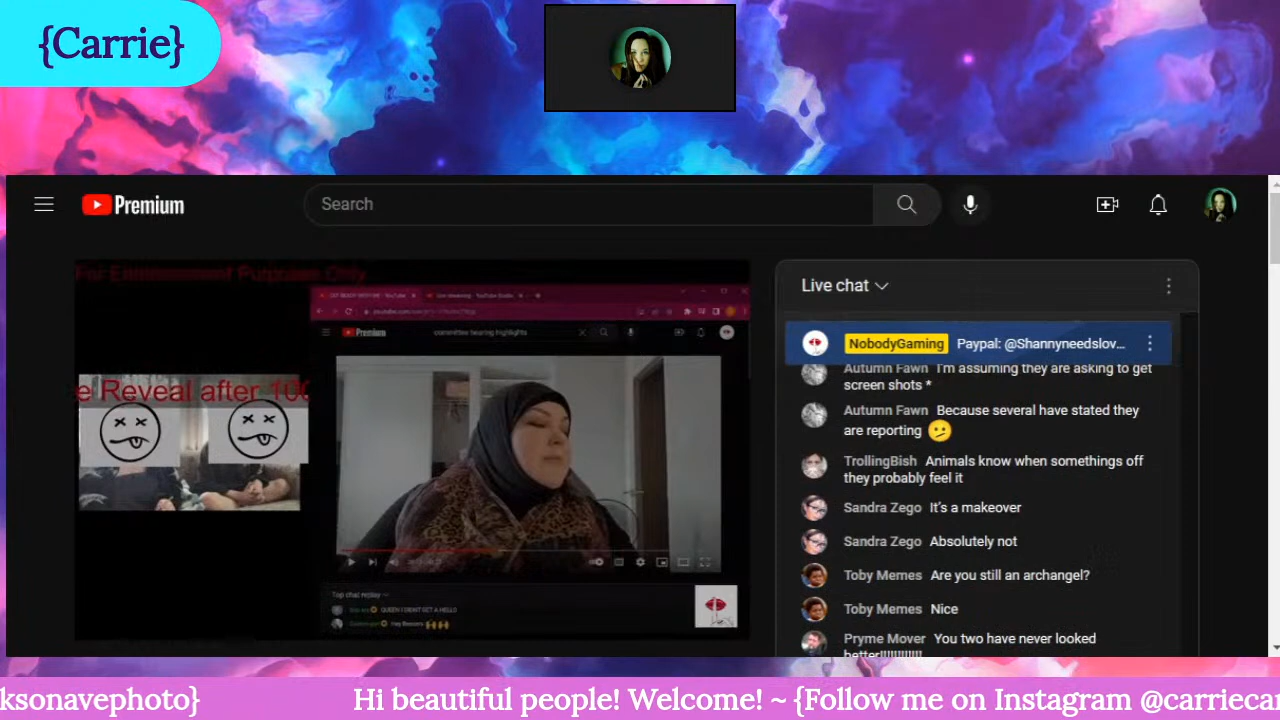 {Carrie}
Premium
Search
For Entertainment Purposes Only
e Reveal after 100
Premium
committee hearing highlights
Top chat replay
QUEEN I DIDNT GET A HELLO
Hey Beezers
Live chat
NobodyGaming Paypal: @Shannyneedslov…
Autumn Fawn I'm assuming they are asking to get
screen shots *
Autumn Fawn Because several have stated they
are reporting
TrollingBish Animals know when somethings off
they probably feel it
Sandra Zego It's a makeover
Sandra Zego Absolutely not
Toby Memes Are you still an archangel?
Toby Memes Nice
Pryme Mover You two have never looked
better!!!!!!!!!!!!!
ksonavephoto} Hi beautiful people! Welcome! ~ {Follow me on Instagram @carriecar